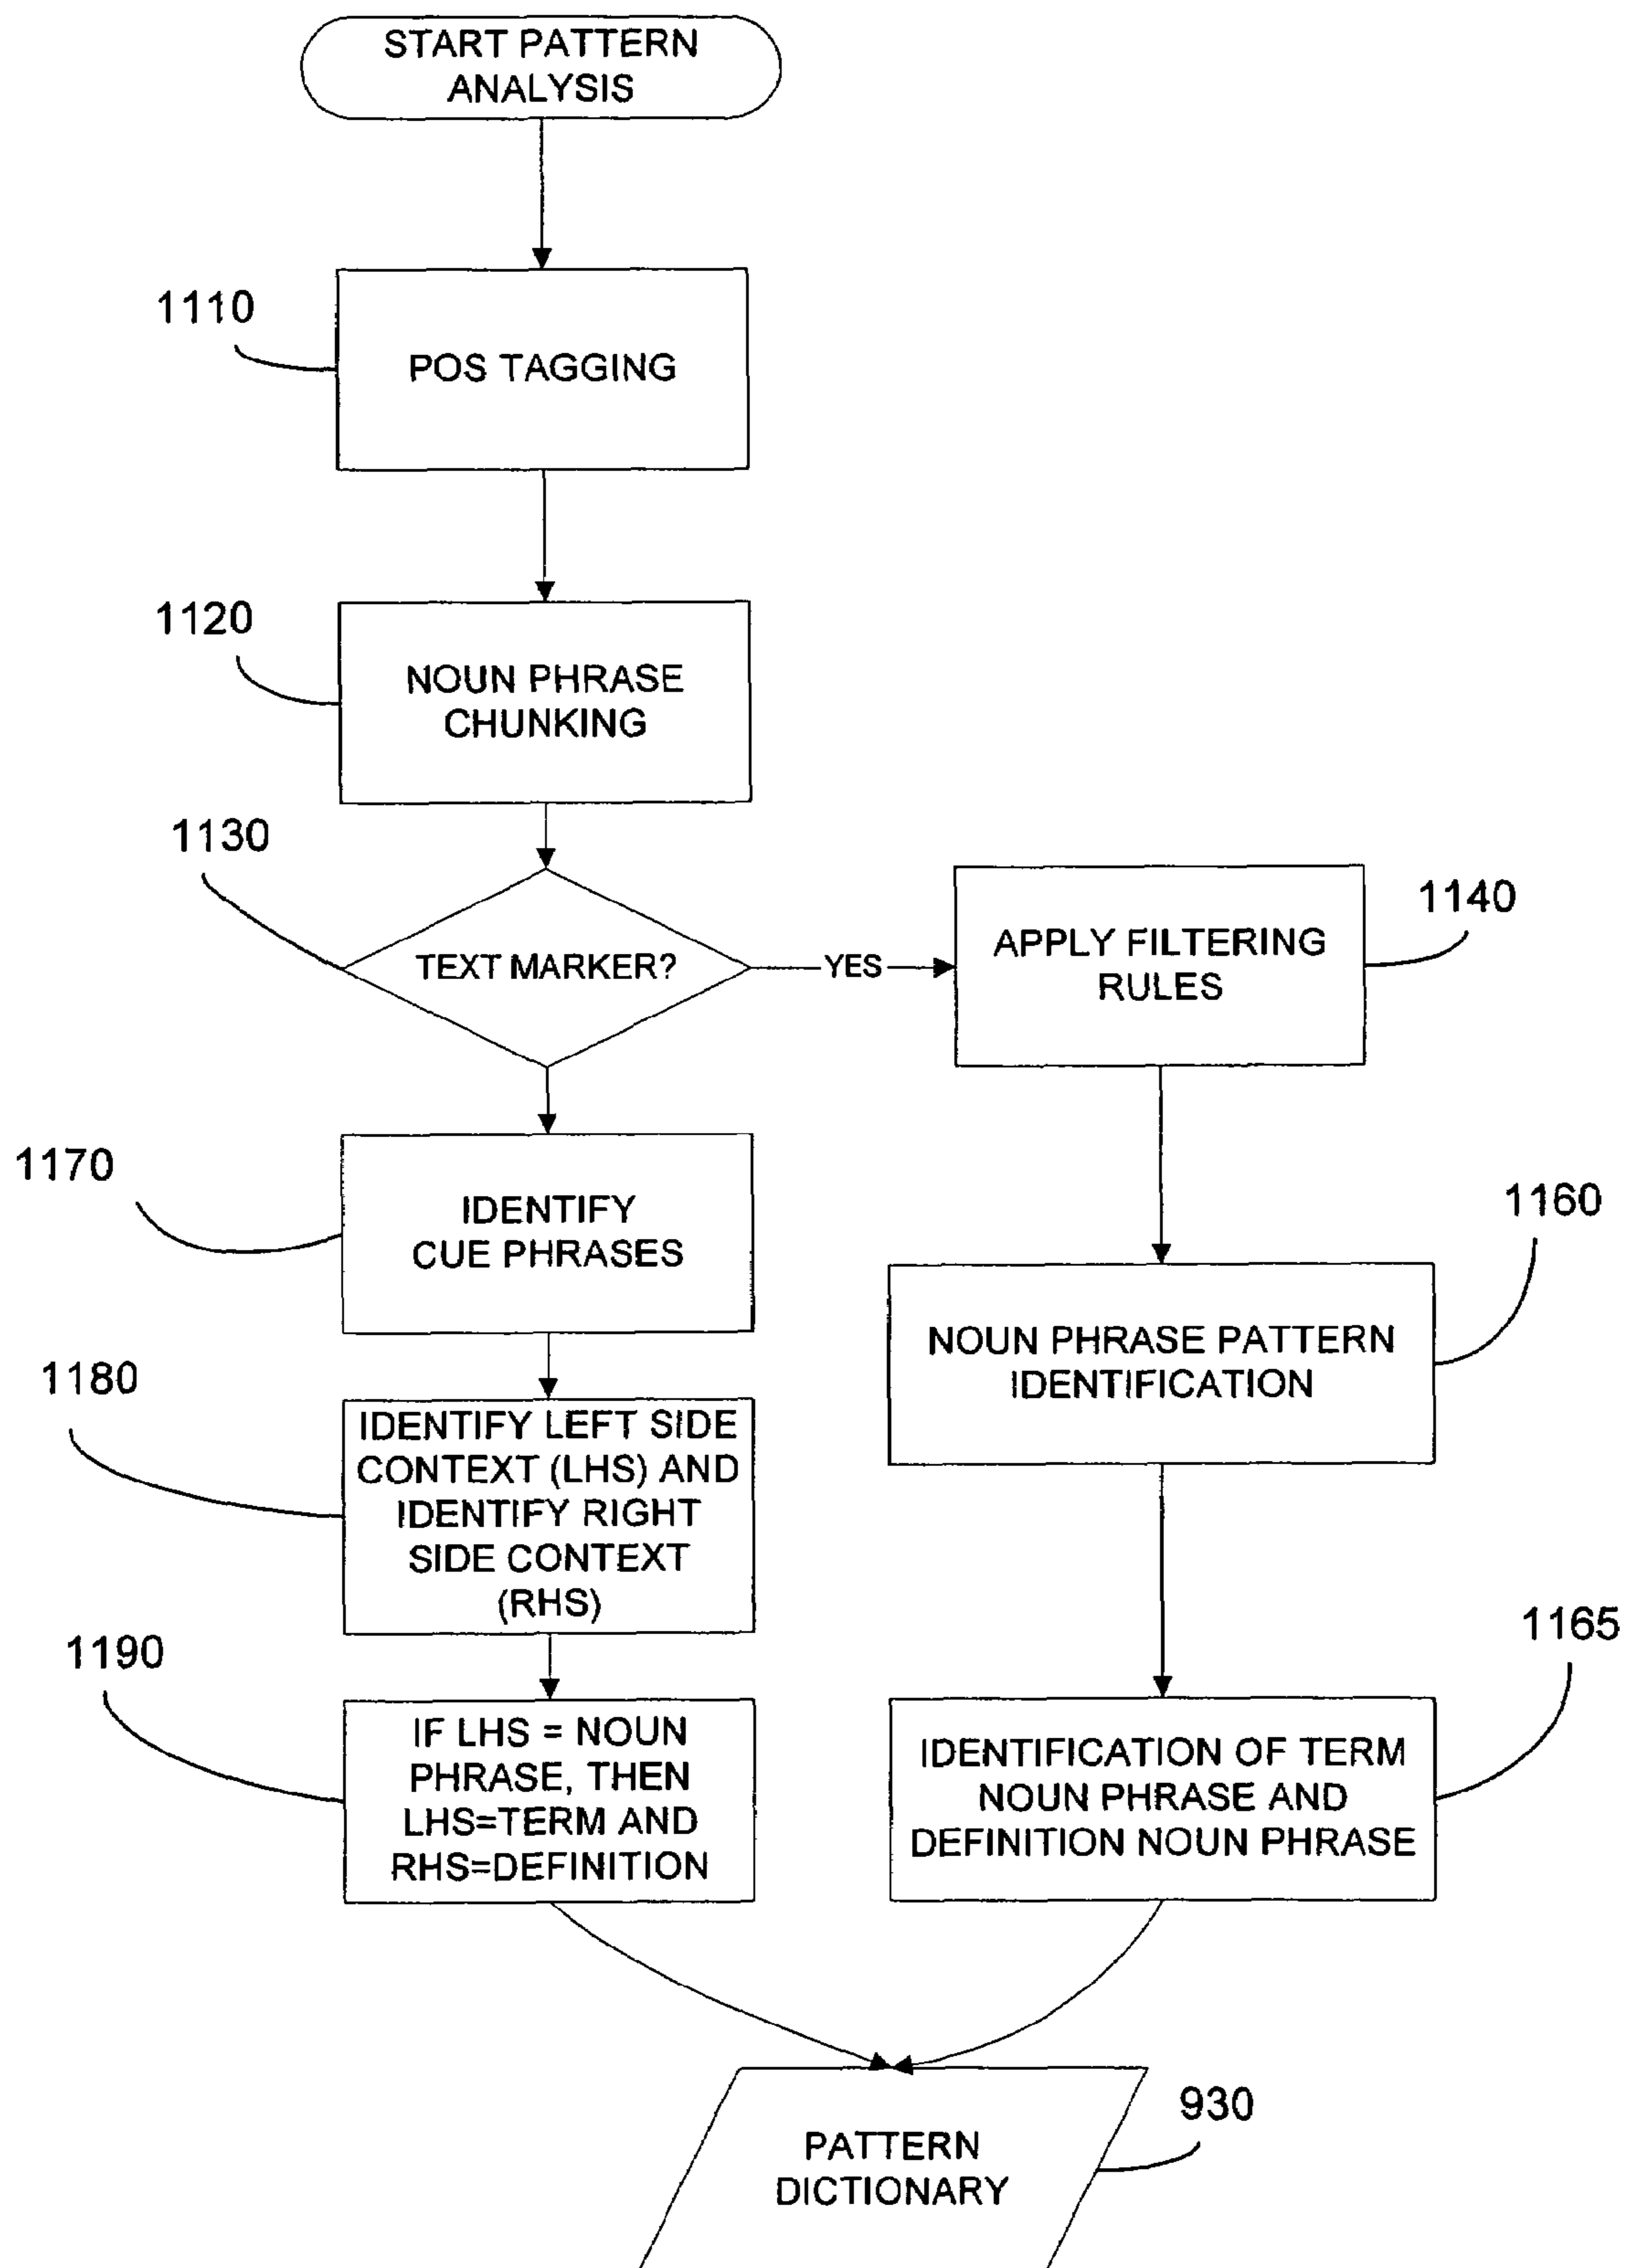 START PATTERN
ANALYSIS
1110
POS TAGGING
1120
NOUN PHRASE
CHUNKING
1130
TEXT MARKER?
YES
APPLY FILTERING
RULES
1140
1170
IDENTIFY
CUE PHRASES
1160
NOUN PHRASE PATTERN
IDENTIFICATION
1180
IDENTIFY LEFT SIDE
CONTEXT (LHS) AND
IDENTIFY RIGHT
SIDE CONTEXT
(RHS)
1190
IF LHS = NOUN
PHRASE, THEN
LHS=TERM AND
RHS=DEFINITION
1165
IDENTIFICATION OF TERM
NOUN PHRASE AND
DEFINITION NOUN PHRASE
930
PATTERN
DICTIONARY